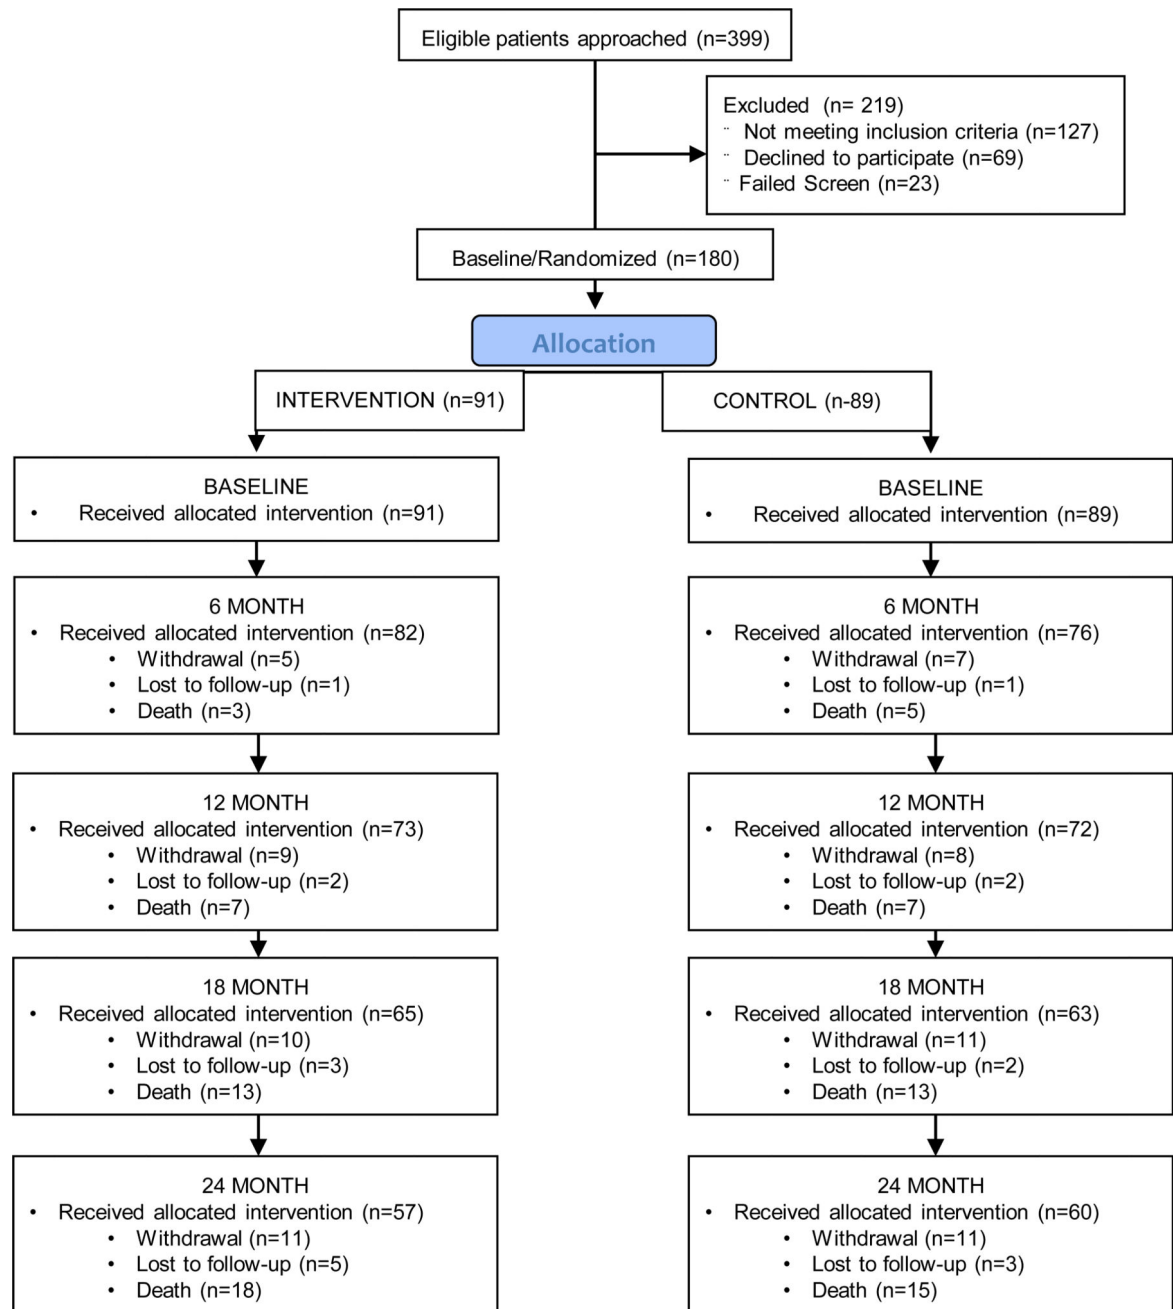 Eligible patients approached (n=399)
Excluded (n= 219)
¨ Not meeting inclusion criteria (n=127)
¨ Declined to participate (n=69)
¨ Failed Screen (n=23)
Baseline/Randomized (n=180)
Allocation
INTERVENTION (n=91)
CONTROL (n-89)
BASELINE
• Received allocated intervention (n=91)
BASELINE
• Received allocated intervention (n=89)
6 MONTH
• Received allocated intervention (n=82)
• Withdrawal (n=5)
• Lost to follow-up (n=1)
• Death (n=3)
6 MONTH
• Received allocated intervention (n=76)
• Withdrawal (n=7)
• Lost to follow-up (n=1)
• Death (n=5)
12 MONTH
• Received allocated intervention (n=73)
• Withdrawal (n=9)
• Lost to follow-up (n=2)
• Death (n=7)
12 MONTH
• Received allocated intervention (n=72)
• Withdrawal (n=8)
• Lost to follow-up (n=2)
• Death (n=7)
18 MONTH
• Received allocated intervention (n=65)
• Withdrawal (n=10)
• Lost to follow-up (n=3)
• Death (n=13)
18 MONTH
• Received allocated intervention (n=63)
• Withdrawal (n=11)
• Lost to follow-up (n=2)
• Death (n=13)
24 MONTH
• Received allocated intervention (n=57)
• Withdrawal (n=11)
• Lost to follow-up (n=5)
• Death (n=18)
24 MONTH
• Received allocated intervention (n=60)
• Withdrawal (n=11)
• Lost to follow-up (n=3)
• Death (n=15)